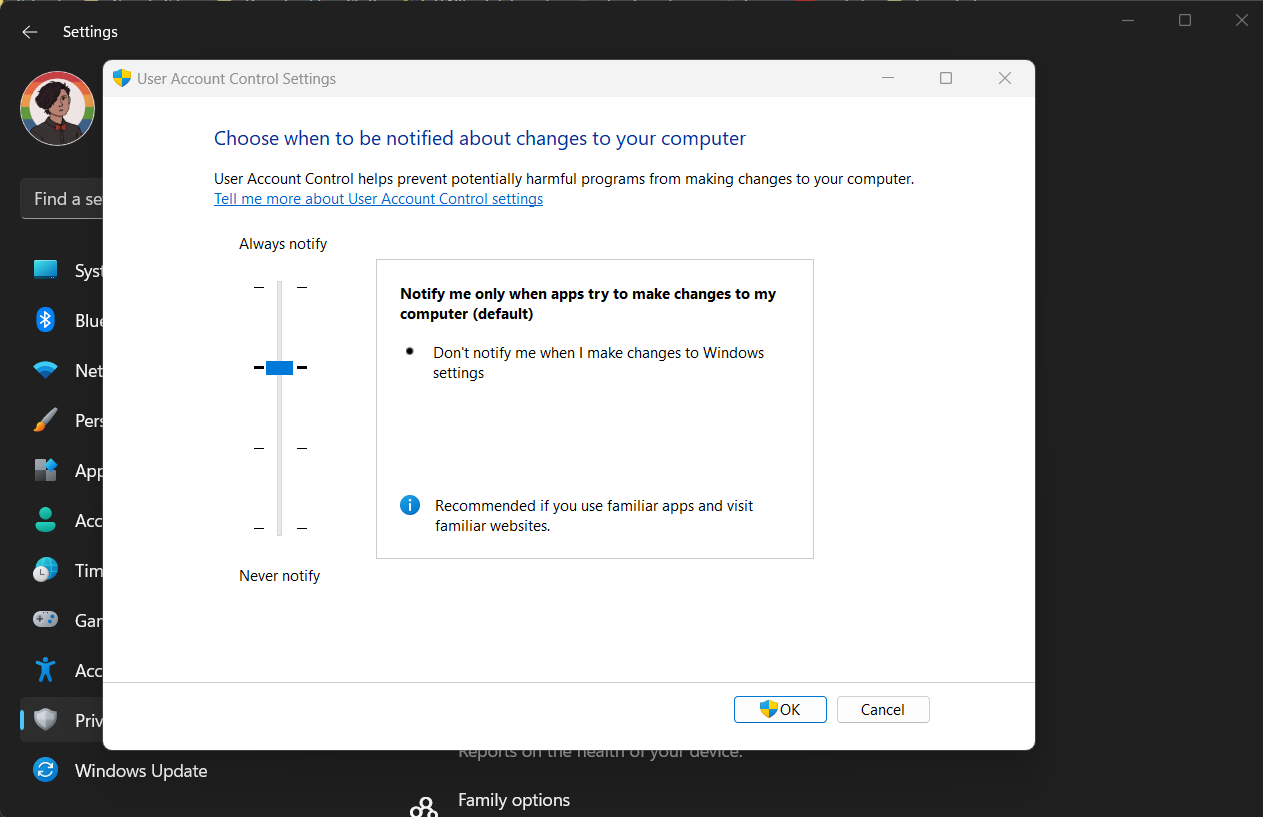 Settings
User Account Control Settings
Choose when to be notified about changes to your computer
User Account Control helps prevent potentially harmful programs from making changes to your computer.
Tell me more about User Account Control settings
Always notify
Notify me only when apps try to make changes to my
computer (default)
Don't notify me when I make changes to Windows
settings
Recommended if you use familiar apps and visit
familiar websites.
Never notify
OK
Cancel
Find a se
Syst
Blue
Net
Pers
App
Acc
Tim
Gar
Acc
Priv
Windows Update
Reports on the health of your device.
Family options